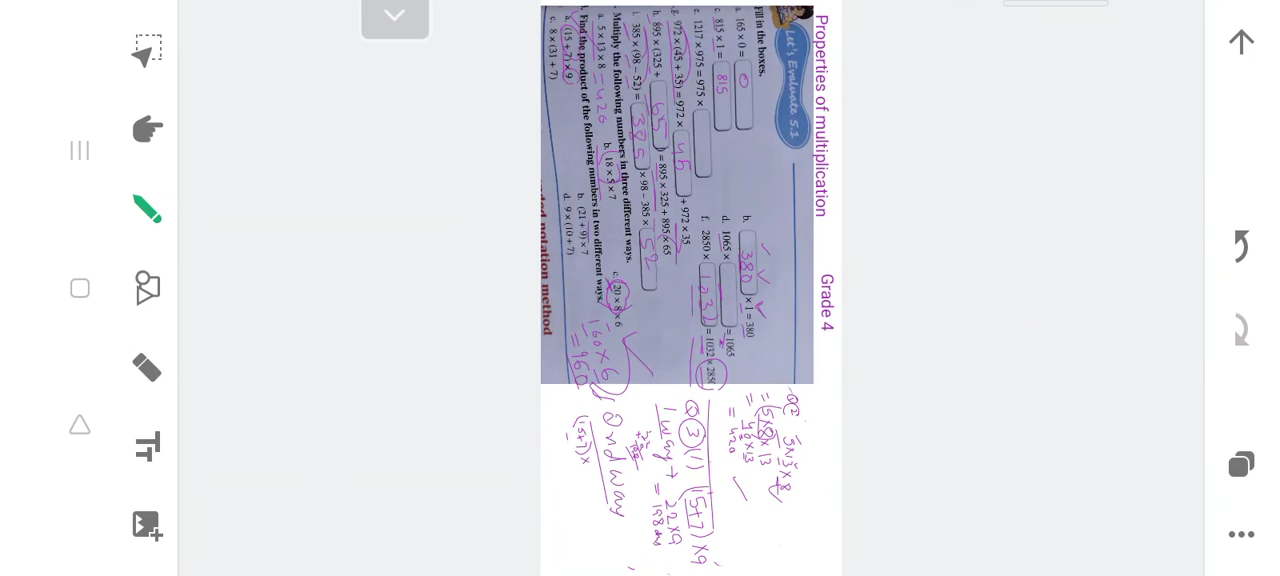 Properties of multiplication
Grade 4
Let's Evaluate 5.1
Fill in the boxes.
a. 165 × 0 = 0
b. 380 × 1 = 380
c. 815 × 1 = 815
d. 1065 × = 1065
e. 1217 × 975 = 975 ×
f. 2850 × 1032 = 1032 × 2850
g. 972 × (45 + 35) = 972 × 45 + 972 × 35
h. 895 × (325 + 65) = 895 × 325 + 895 × 65
i. 385 × (98 – 52) = 385 × 98 – 385 × 52
Multiply the following numbers in three different ways.
a. 5 × 13 × 8 = 420
b. 18 × 5 × 7
c. 20 × 8 × 6
160 × 6
= 960
Find the product of the following numbers in two different ways.
a. (15 + 7) × 9
b. (21 + 9) × 7
c. 8 × (31 + 7)
d. 9 × (10 + 7)
nded notation method
5×13×8
= (5×8)×13
= 40×13
= 420
Q(3)(1) (15+7)×9
1 way → = 22×9
= 198 ans
2nd way
(15+7)×